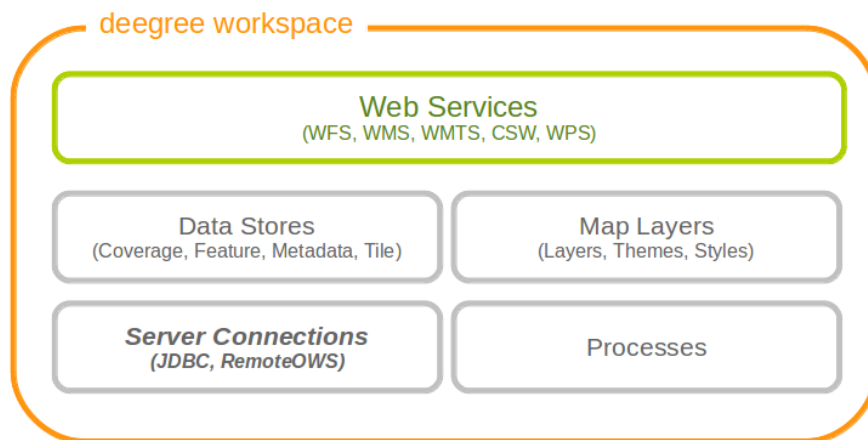 deegree workspace
Web Services
(WFS, WMS, WMTS, CSW, WPS)
Data Stores
(Coverage, Feature, Metadata, Tile)
Map Layers
(Layers, Themes, Styles)
Server Connections
(JDBC, RemoteOWS)
Processes